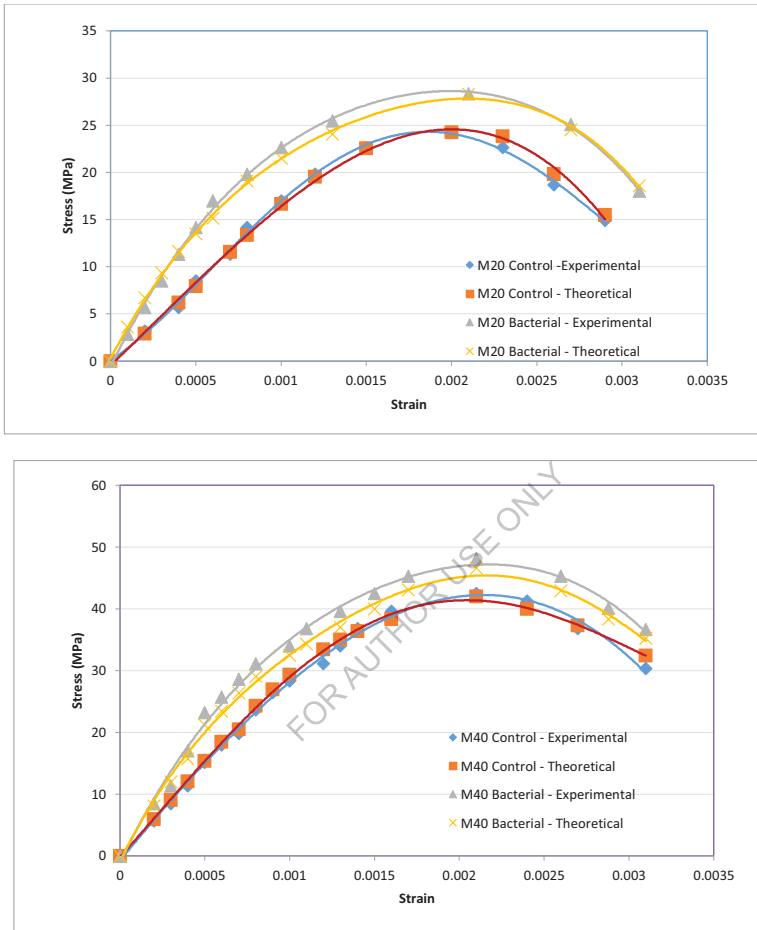 35
30
25
20
15
10
5
0
Stress (MPa)
0
0.0005
0.001
0.0015
0.002
0.0025
0.003
0.0035
Strain
M20 Control -Experimental
M20 Control - Theoretical
M20 Bacterial - Experimental
M20 Bacterial - Theoretical
60
50
40
30
20
10
0
Stress (MPa)
0
0.0005
0.001
0.0015
0.002
0.0025
0.003
0.0035
Strain
M40 Control - Experimental
M40 Control - Theoretical
M40 Bacterial - Experimental
M40 Bacterial - Theoretical
FOR AUTHOR USE ONLY